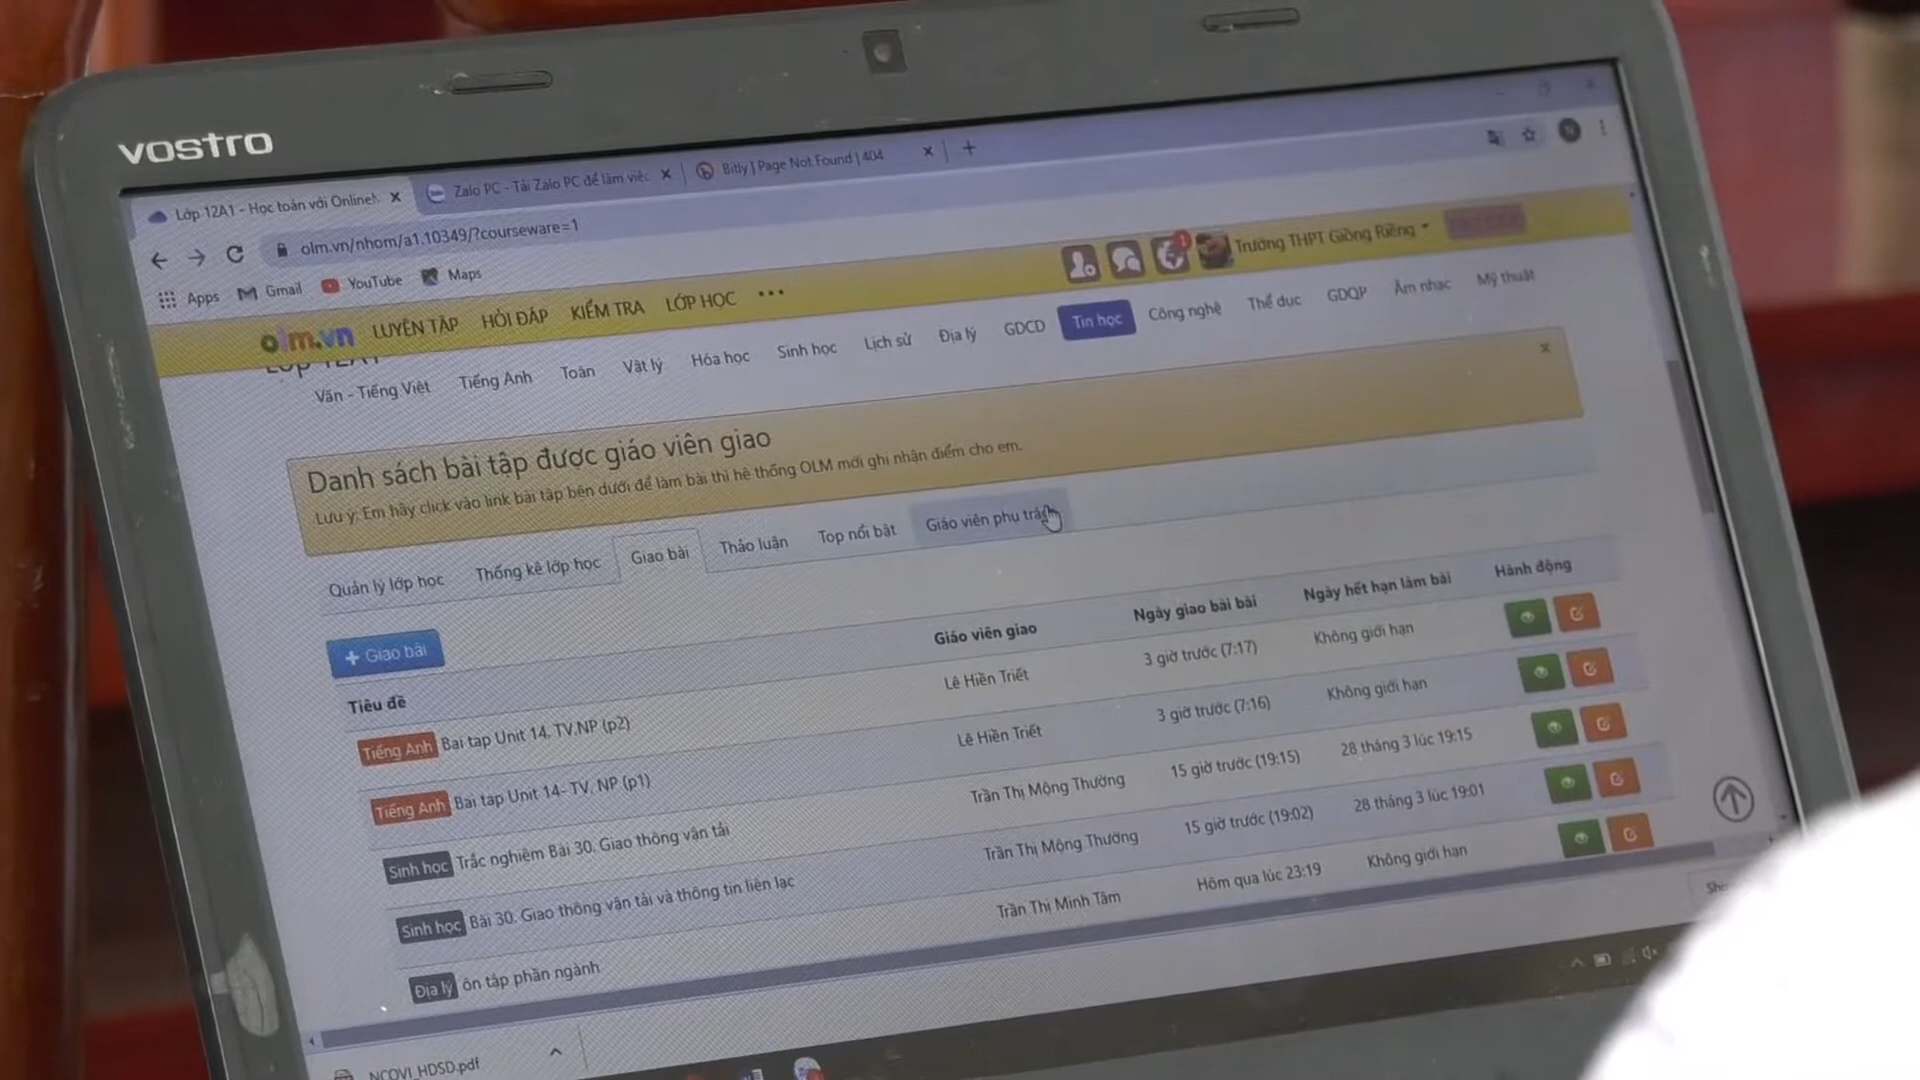 vostro
Lớp 12A1 - Học toán với OnlineM
Zalo PC - Tải Zalo PC để làm việc
Bitly | Page Not Found | 404
olm.vn/nhom/a1.10349/?courseware=1
Apps Gmail YouTube Maps
olm.vn LUYỆN TẬP HỎI ĐÁP KIỂM TRA LỚP HỌC ••• 1 Trường THPT Giồng Riềng
Văn - Tiếng Việt Tiếng Anh Toán Vật lý Hóa học Sinh học Lịch sử Địa lý GDCD Tin học Công nghệ Thể dục GDQP Âm nhạc Mỹ thuật
Danh sách bài tập được giáo viên giao
Lưu ý: Em hãy click vào link bài tập bên dưới để làm bài thì hệ thống OLM mới ghi nhận điểm cho em.
Quản lý lớp học Thống kê lớp học Giao bài Thảo luận Top nổi bật Giáo viên phụ trách
+ Giao bài
Tiêu đề Giáo viên giao Ngày giao bài bài Ngày hết hạn làm bài Hành động
Tiếng Anh Bai tap Unit 14, TV,NP (p2) Lê Hiền Triết 3 giờ trước (7:17) Không giới hạn
Tiếng Anh Bai tap Unit 14- TV, NP (p1) Lê Hiền Triết 3 giờ trước (7:16) Không giới hạn
Sinh học Trắc nghiệm Bài 30. Giao thông vận tải Trần Thị Mộng Thường 15 giờ trước (19:15) 28 tháng 3 lúc 19:15
Sinh học Bài 30. Giao thông vận tải và thông tin liên lạc Trần Thị Mộng Thường 15 giờ trước (19:02) 28 tháng 3 lúc 19:01
Địa lý ôn tập phần ngành Trần Thị Minh Tâm Hôm qua lúc 23:19 Không giới hạn
NCOVI_HDSD.pdf